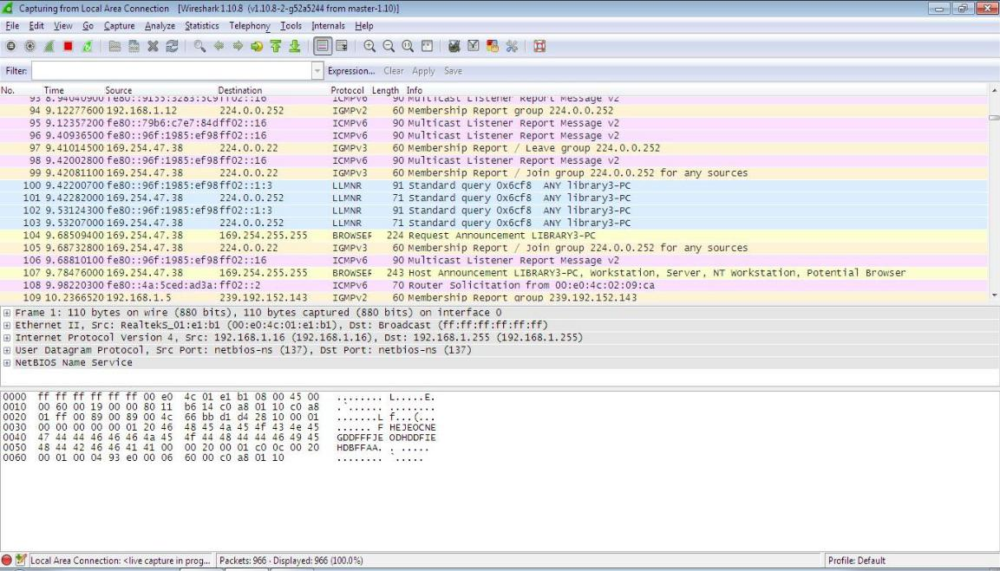 Capturing from Local Area Connection [Wireshark 1.10.8 (v1.10.8-2-g52a5244 from master-1.10)]
File Edit View Go Capture Analyze Statistics Telephony Tools Internals Help
Filter: Expression... Clear Apply Save
No. Time Source Destination Protocol Length Info
93 8.94040900 fe80::9155:3283:5c9ff02::16 ICMPv6 90 Multicast Listener Report Message v2
94 9.12277600 192.168.1.12 224.0.0.252 IGMPv2 60 Membership Report group 224.0.0.252
95 9.12357200 fe80::79b6:c7e7:84dff02::16 ICMPv6 90 Multicast Listener Report Message v2
96 9.40936500 fe80::96f:1985:ef98ff02::16 ICMPv6 90 Multicast Listener Report Message v2
97 9.41014500 169.254.47.38 224.0.0.22 IGMPv3 60 Membership Report / Leave group 224.0.0.252
98 9.42002800 fe80::96f:1985:ef98ff02::16 ICMPv6 90 Multicast Listener Report Message v2
99 9.42081100 169.254.47.38 224.0.0.22 IGMPv3 60 Membership Report / Join group 224.0.0.252 for any sources
100 9.42200700 fe80::96f:1985:ef98ff02::1:3 LLMNR 91 Standard query 0x6cf8 ANY library3-PC
101 9.42282000 169.254.47.38 224.0.0.252 LLMNR 71 Standard query 0x6cf8 ANY library3-PC
102 9.53124300 fe80::96f:1985:ef98ff02::1:3 LLMNR 91 Standard query 0x6cf8 ANY library3-PC
103 9.53207000 169.254.47.38 224.0.0.252 LLMNR 71 Standard query 0x6cf8 ANY library3-PC
104 9.68509400 169.254.47.38 169.254.255.255 BROWSER 224 Request Announcement LIBRARY3-PC
105 9.68732800 169.254.47.38 224.0.0.22 IGMPv3 60 Membership Report / Join group 224.0.0.252 for any sources
106 9.68810100 fe80::96f:1985:ef98ff02::16 ICMPv6 90 Multicast Listener Report Message v2
107 9.78476000 169.254.47.38 169.254.255.255 BROWSER 243 Host Announcement LIBRARY3-PC, Workstation, Server, NT Workstation, Potential Browser
108 9.98220300 fe80::4a:5ced:ad3a:ff02::2 ICMPv6 70 Router Solicitation from 00:e0:4c:02:09:ca
109 10.2366520 192.168.1.5 239.192.152.143 IGMPv2 60 Membership Report group 239.192.152.143
Frame 1: 110 bytes on wire (880 bits), 110 bytes captured (880 bits) on interface 0
Ethernet II, Src: RealtekS_01:e1:b1 (00:e0:4c:01:e1:b1), Dst: Broadcast (ff:ff:ff:ff:ff:ff)
Internet Protocol Version 4, Src: 192.168.1.16 (192.168.1.16), Dst: 192.168.1.255 (192.168.1.255)
User Datagram Protocol, Src Port: netbios-ns (137), Dst Port: netbios-ns (137)
NetBIOS Name Service
0000 ff ff ff ff ff ff 00 e0 4c 01 e1 b1 08 00 45 00 ........ L.....E.
0010 00 60 00 19 00 00 80 11 b6 14 c0 a8 01 10 c0 a8 .`...... ........
0020 01 ff 00 89 00 89 00 4c 66 bb d1 d4 28 10 00 01 .......L f...(...
0030 00 00 00 00 00 01 20 46 48 45 4a 45 4f 43 4e 45 ...... F HEJEOCNE
0040 47 44 44 46 46 46 4a 45 4f 44 48 44 44 46 49 45 GDDFFFJE ODHDDFIE
0050 48 44 42 46 46 41 41 00 00 20 00 01 c0 0c 00 20 HDBFFAA. . .....
0060 00 01 00 04 93 e0 00 06 60 00 c0 a8 01 10 ........ `.....
Local Area Connection: <live capture in prog... Packets: 966 · Displayed: 966 (100.0%) Profile: Default